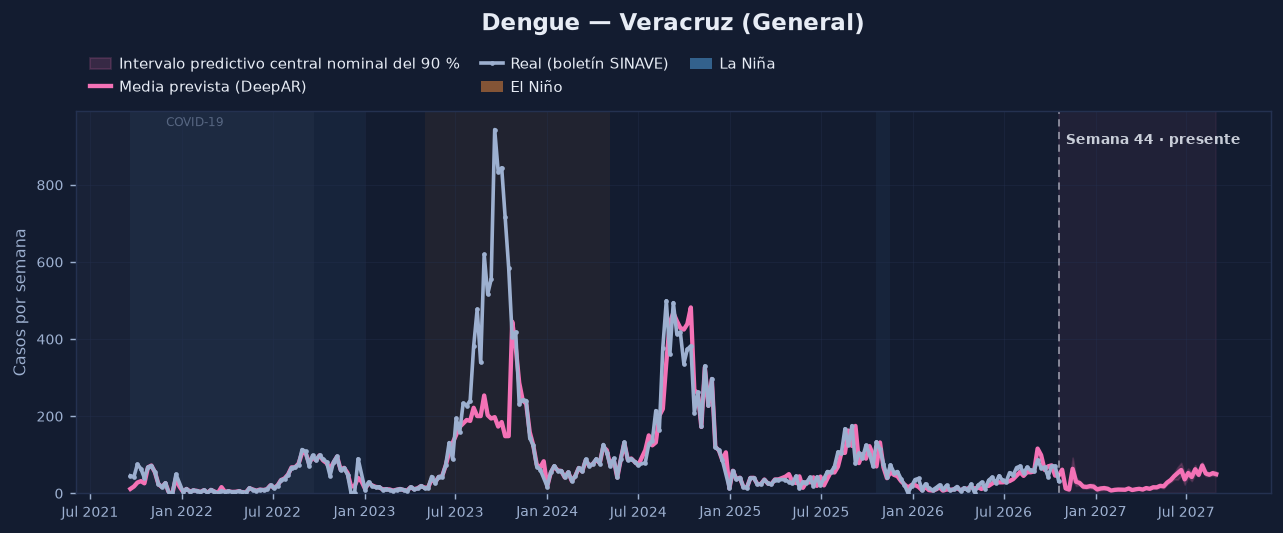 Dengue — Veracruz (General)
Intervalo predictivo central nominal del 90 %
Real (boletín SINAVE)
La Niña
Media prevista (DeepAR)
El Niño
COVID-19
Semana 44 · presente
Casos por semana
800
600
400
200
0
Jul 2021
Jan 2022
Jul 2022
Jan 2023
Jul 2023
Jan 2024
Jul 2024
Jan 2025
Jul 2025
Jan 2026
Jul 2026
Jan 2027
Jul 2027